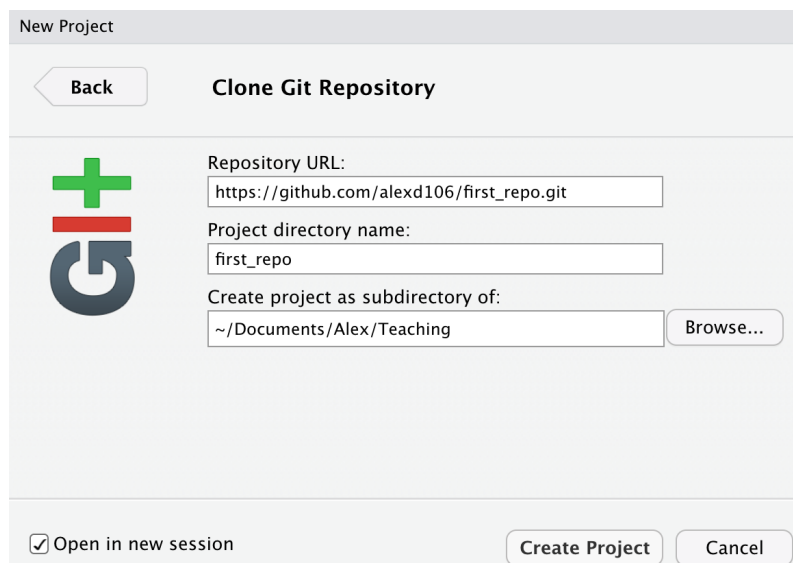 New Project
Back
Clone Git Repository
Repository URL:
https://github.com/alexd106/first_repo.git
Project directory name:
first_repo
Create project as subdirectory of:
~/Documents/Alex/Teaching
Browse...
GIt
Open in new session
Create Project
Cancel